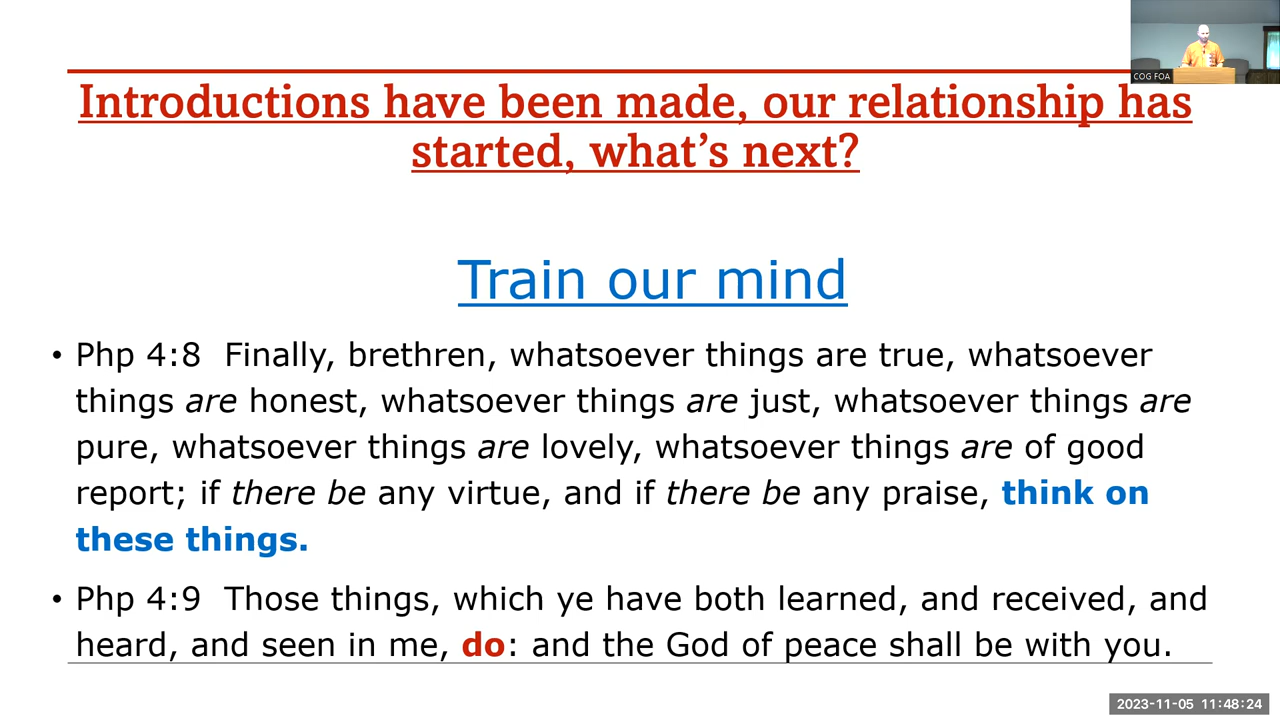 COG FOA
Introductions have been made, our relationship has
started, what’s next?
Train our mind
• Php 4:8  Finally, brethren, whatsoever things are true, whatsoever
things are honest, whatsoever things are just, whatsoever things are
pure, whatsoever things are lovely, whatsoever things are of good
report; if there be any virtue, and if there be any praise, think on
these things.
• Php 4:9  Those things, which ye have both learned, and received, and
heard, and seen in me, do: and the God of peace shall be with you.
2023-11-05 11:48:24